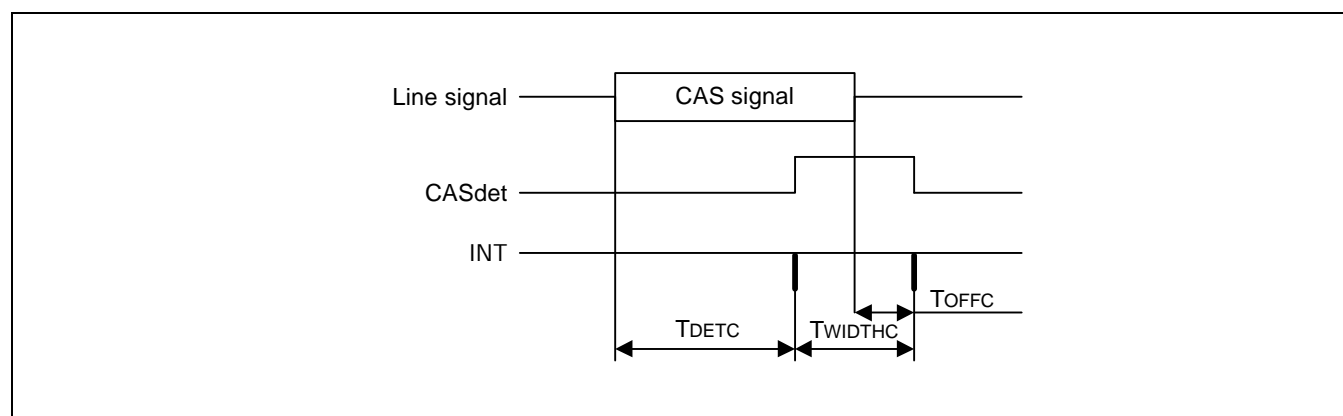 Line signal
CAS signal
CASdet
INT
TOFFC
TDETC
TWIDTHC